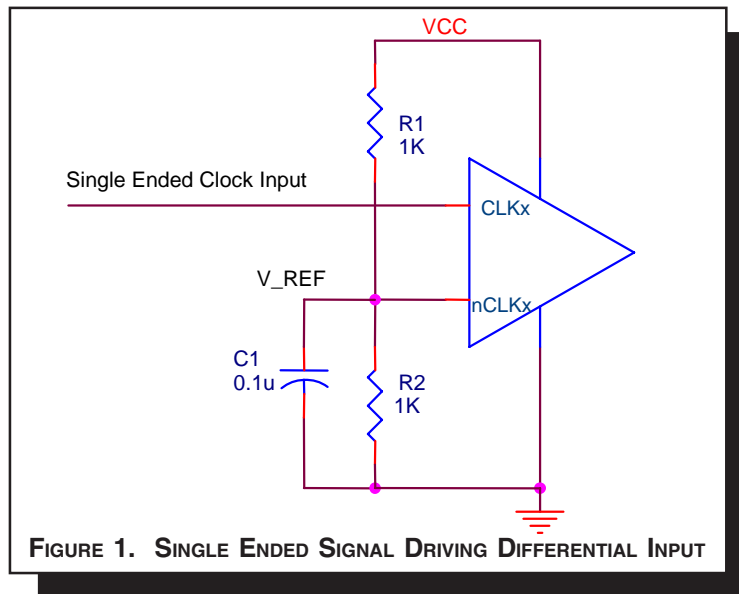 VCC
R1
1K
Single Ended Clock Input
CLKx
V_REF
nCLKx
C1
0.1u
R2
1K
FIGURE 1. SINGLE ENDED SIGNAL DRIVING DIFFERENTIAL INPUT